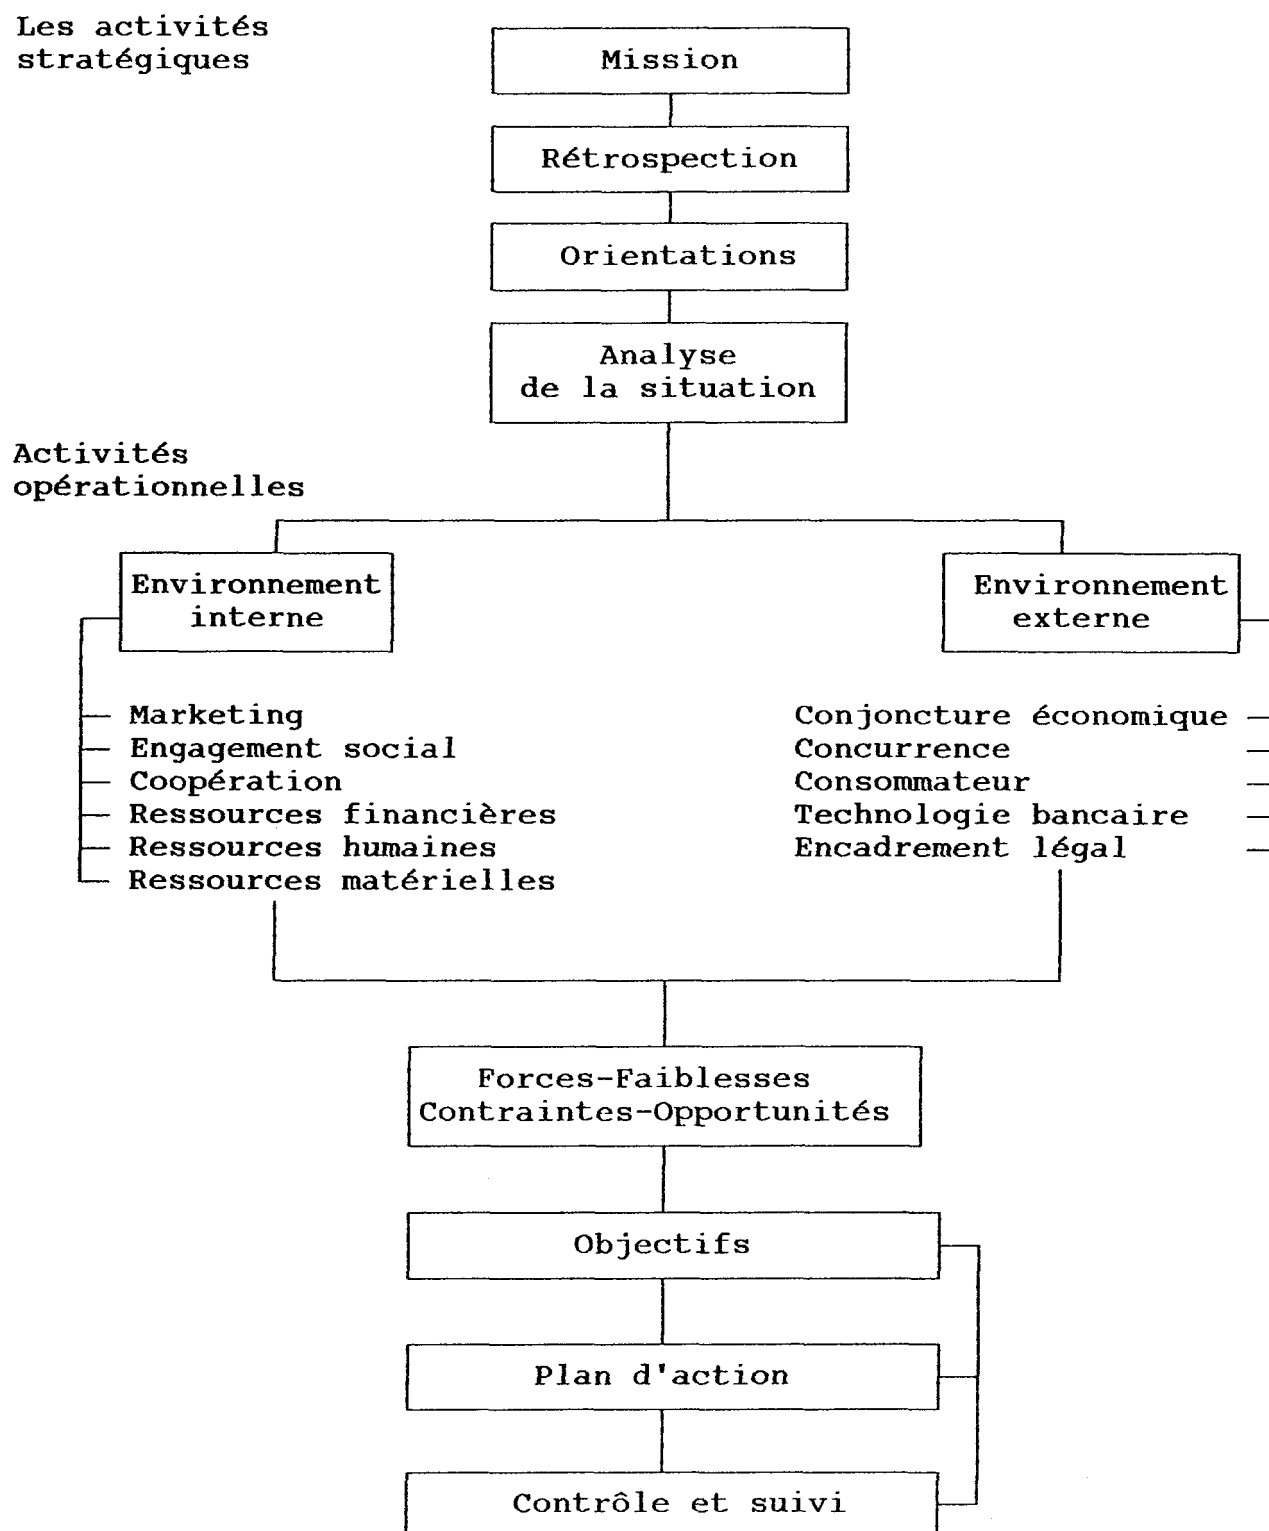 Les activités
stratégiques
Mission
Rétrospection
Orientations
Analyse
de la situation
Activités
opérationnelles
Environnement
interne
Environnement
externe
Marketing
Engagement social
Coopération
Ressources financières
Ressources humaines
Ressources matérielles
Conjoncture économique
Concurrence
Consommateur
Technologie bancaire
Encadrement légal
Forces-Faiblesses
Contraintes-Opportunités
Objectifs
Plan d'action
Contrôle et suivi